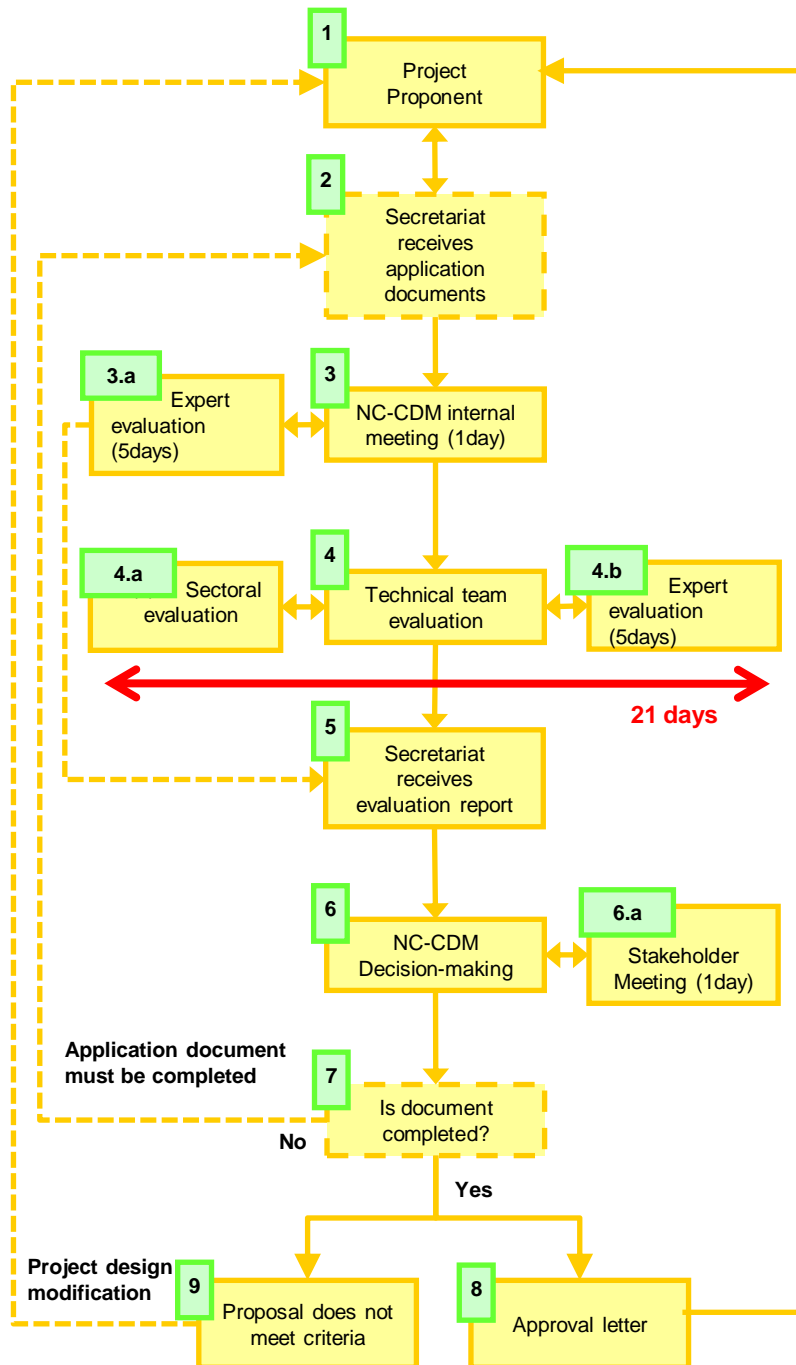 1
Project
Proponent
2
Secretariat
receives
application
documents
3.a
Expert
evaluation
(5days)
3
NC-CDM internal
meeting (1day)
4.a
Sectoral
evaluation
4
Technical team
evaluation
4.b
Expert
evaluation
(5days)
21 days
5
Secretariat
receives
evaluation report
6
NC-CDM
Decision-making
6.a
Stakeholder
Meeting (1day)
Application document
must be completed
7
Is document
completed?
No
Yes
Project design
modification
9
Proposal does not
meet criteria
8
Approval letter